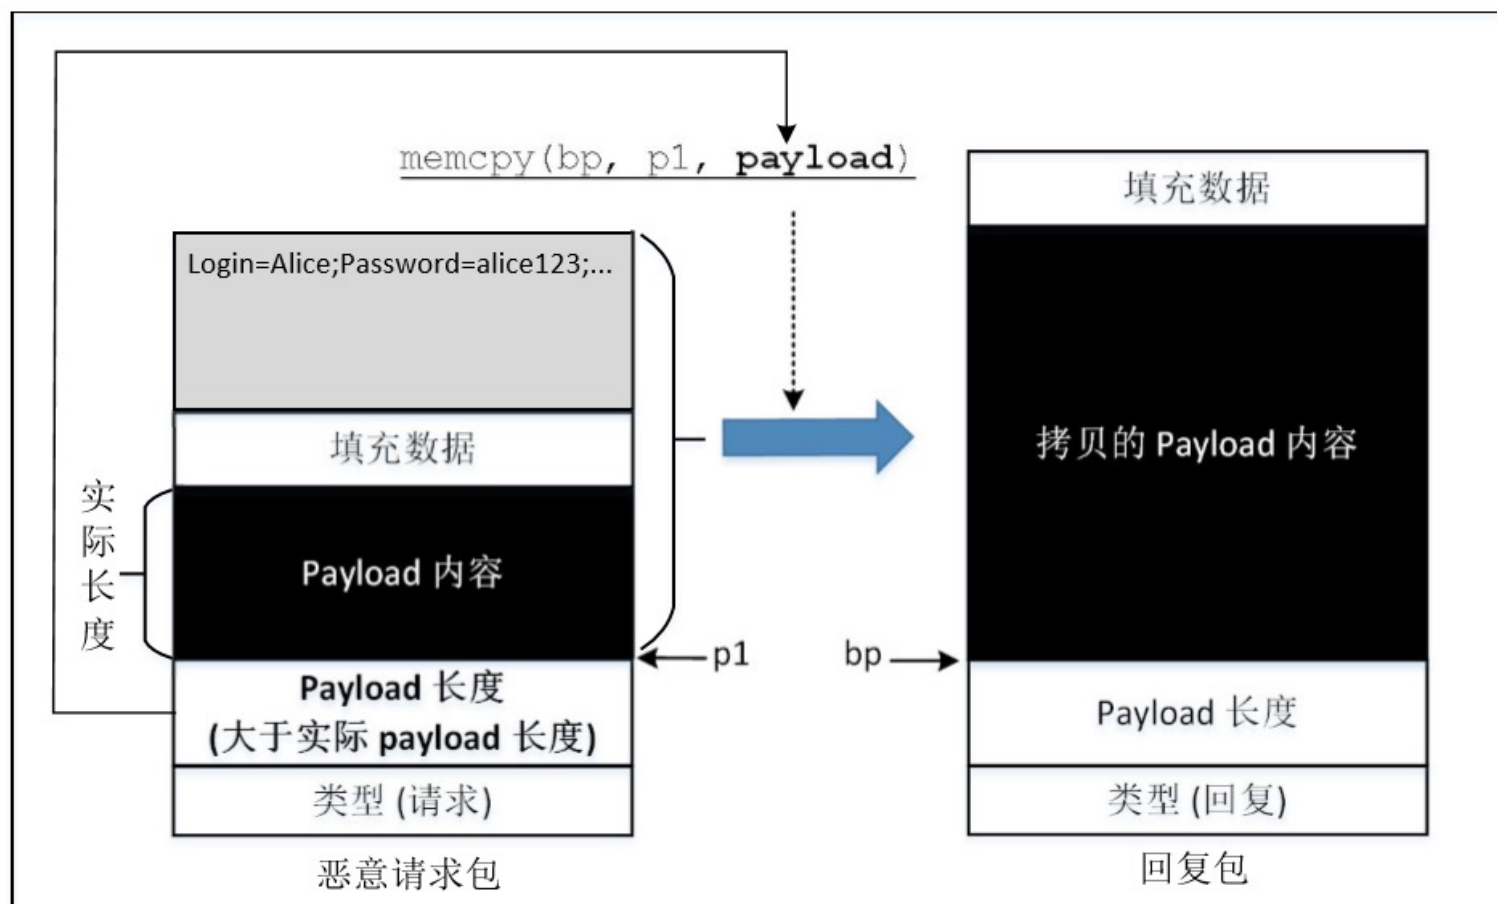 memcpy(bp, p1, payload)
Login=Alice;Password=alice123;...
填充数据
实际长度
Payload 内容
p1
Payload 长度
(大于实际 payload 长度)
类型 (请求)
恶意请求包
填充数据
拷贝的 Payload 内容
bp
Payload 长度
类型 (回复)
回复包